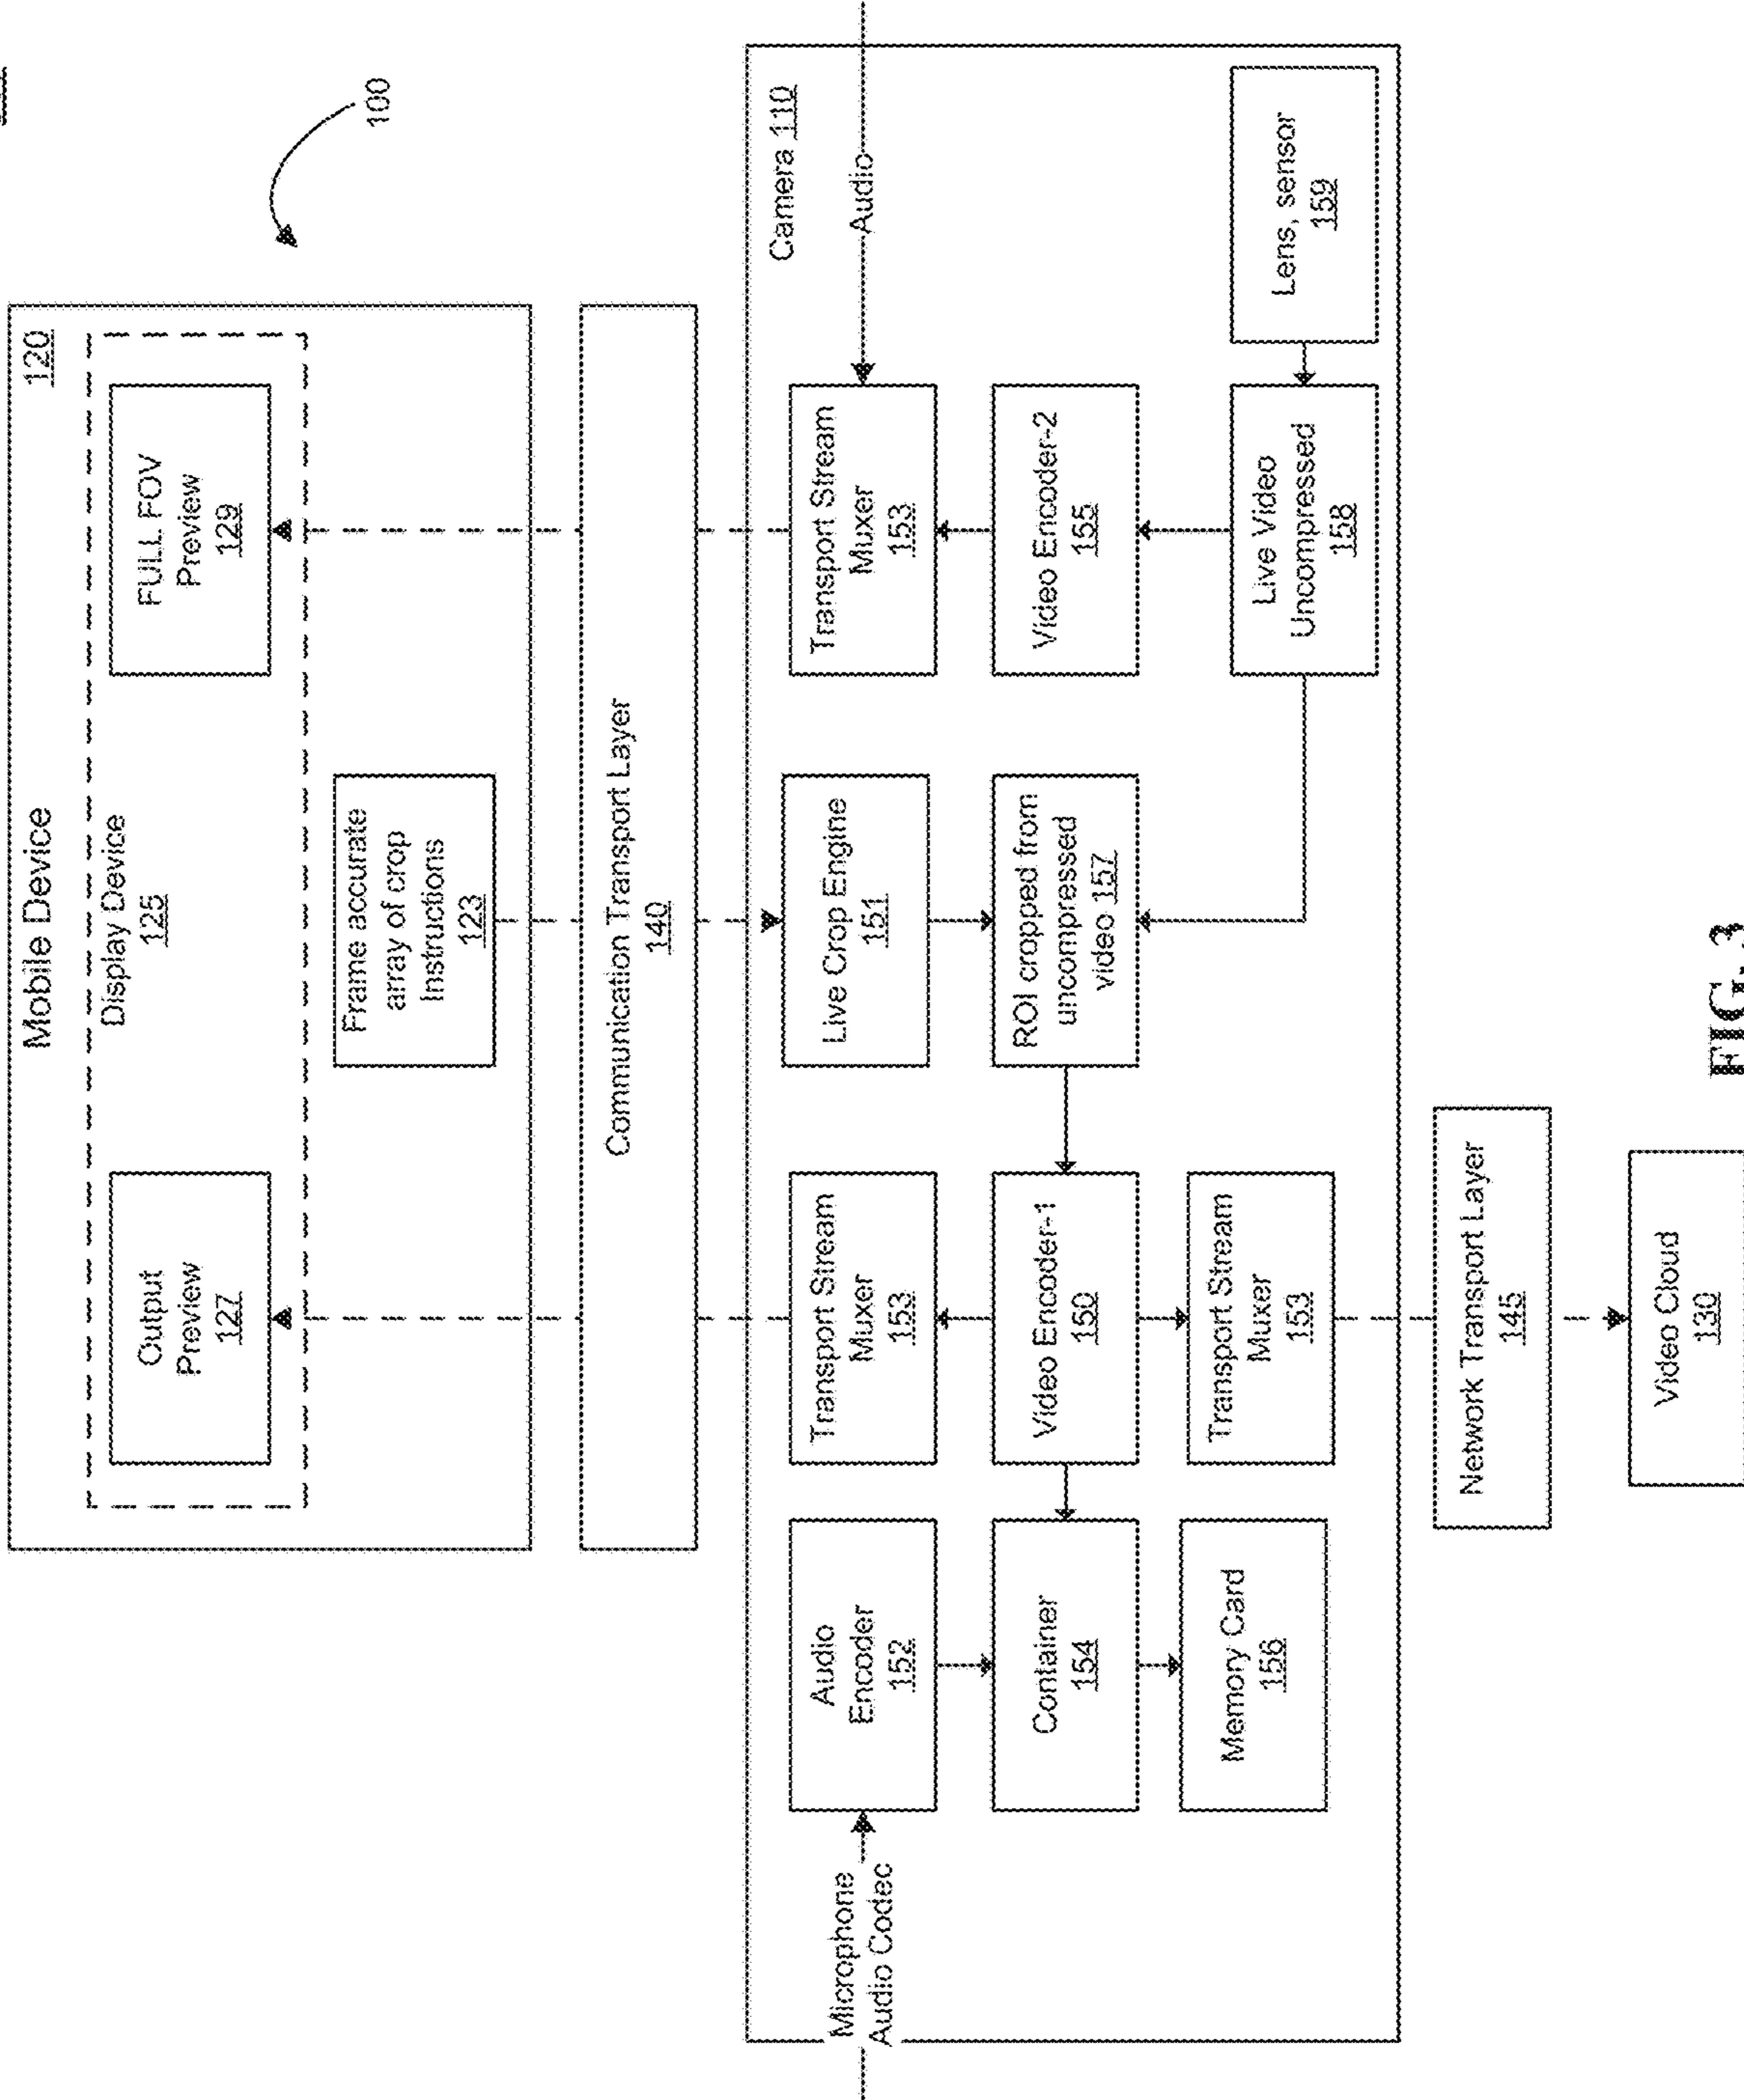 100
Mobile Device
120
Display Device
125
Output
Preview
127
FULL FOV
Preview
129
Frame accurate
array of crop
Instructions
123
Communication Transport Layer
140
Camera 110
Microphone
Audio Codec
Audio
Encoder
152
Transport Stream
Muxer
153
Live Crop Engine
151
Transport Stream
Muxer
153
Audio
Container
154
Video Encoder-1
150
ROI cropped from
uncompressed
video 157
Video Encoder-2
155
Memory Card
156
Transport Stream
Muxer
153
Live Video
Uncompressed
158
Lens, sensor
159
Network Transport Layer
145
Video Cloud
130
FIG. 3